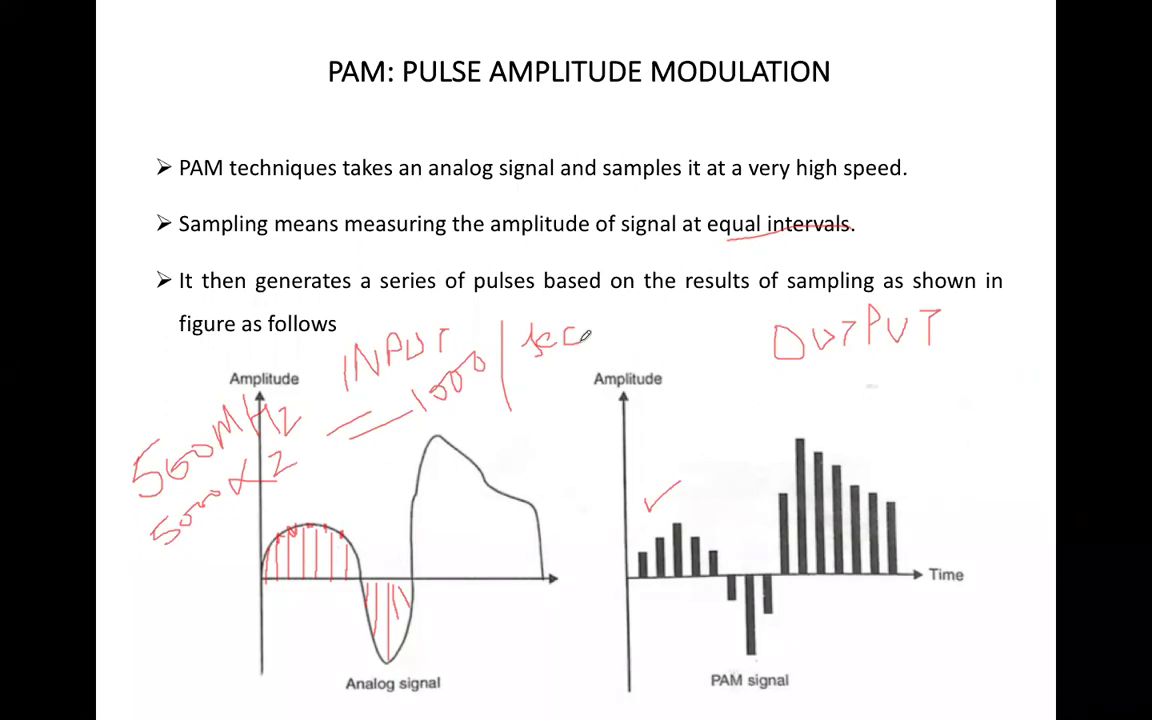 PAM: PULSE AMPLITUDE MODULATION
➢ PAM techniques takes an analog signal and samples it at a very high speed.
➢ Sampling means measuring the amplitude of signal at equal intervals.
➢ It then generates a series of pulses based on the results of sampling as shown in
figure as follows
INPUT
OUTPUT
1000 / sec
Amplitude
Amplitude
500MHz
500 x 2
Time
Analog signal
PAM signal